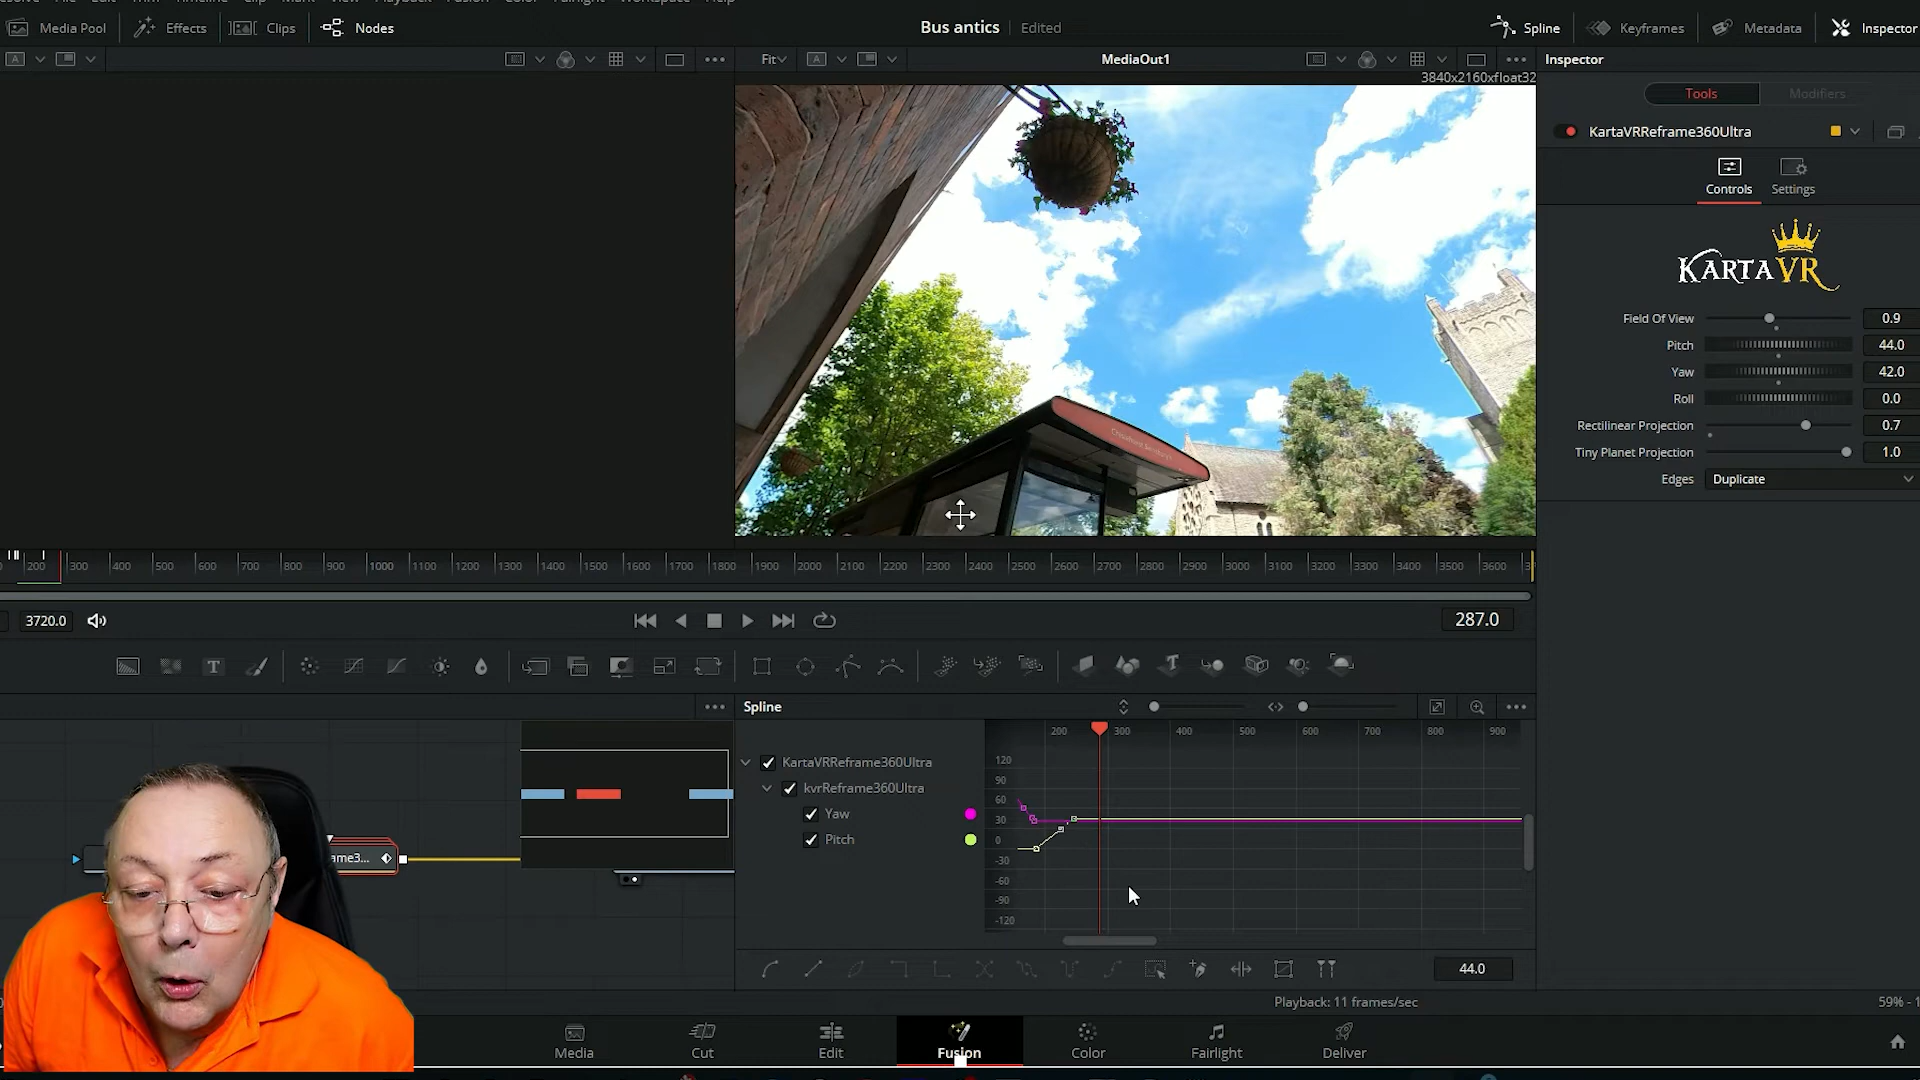 Media Pool Effects Clips Nodes Bus antics Edited Spline Keyframes Metadata Inspector
A Fit A MediaOut1 Inspector
3840x2160xfloat32
Tools Modifiers
KartaVRReframe360Ultra
Controls Settings
KARTAVR
Field Of View 0.9
Pitch 44.0
Yaw 42.0
Roll 0.0
Rectilinear Projection 0.7
Tiny Planet Projection 1.0
Edges Duplicate
200 300 400 500 600 700 800 900 1000 1100 1200 1300 1400 1500 1600 1700 1800 1900 2000 2100 2200 2300 2400 2500 2600 2700 2800 2900 3000 3100 3200 3300 3400 3500 3600
3720.0 287.0
T T
Spline
200 300 400 500 600 700 800 900
KartaVRReframe360Ultra
kvrReframe360Ultra
Yaw
Pitch
120
90
60
30
0
-30
-60
-90
-120
ame3...
44.0
Playback: 11 frames/sec 59% - 1
Media Cut Edit Fusion Color Fairlight Deliver